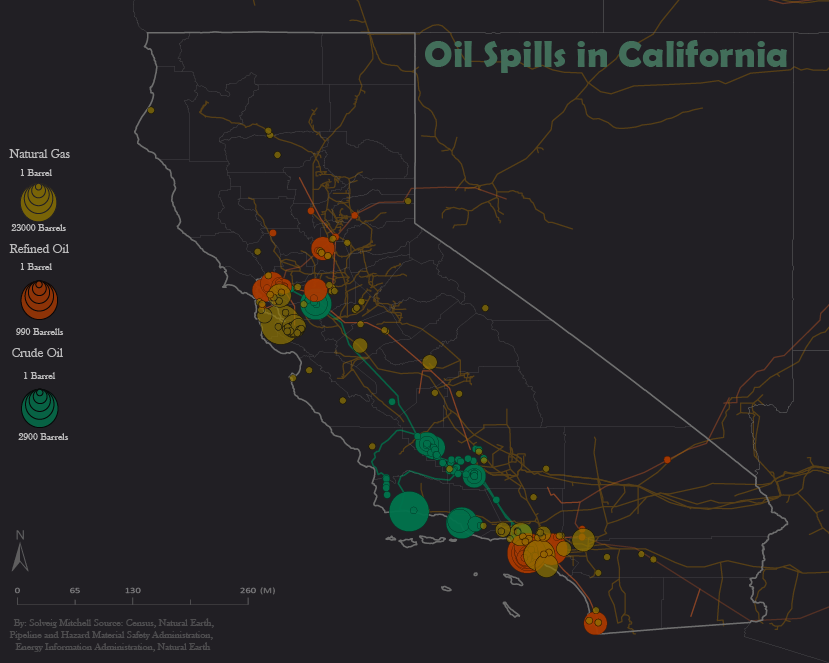 Oil Spills in California
Natural Gas
1 Barrel
23000 Barrels
Refined Oil
1 Barrel
990 Barrells
Crude Oil
1 Barrel
2900 Barrels
N
0 65 130 260 (M)
By: Solveig Mitchell Source: Census, Natural Earth,
Pipeline and Hazard Material Safety Administration,
Energy Information Administration, Natural Earth